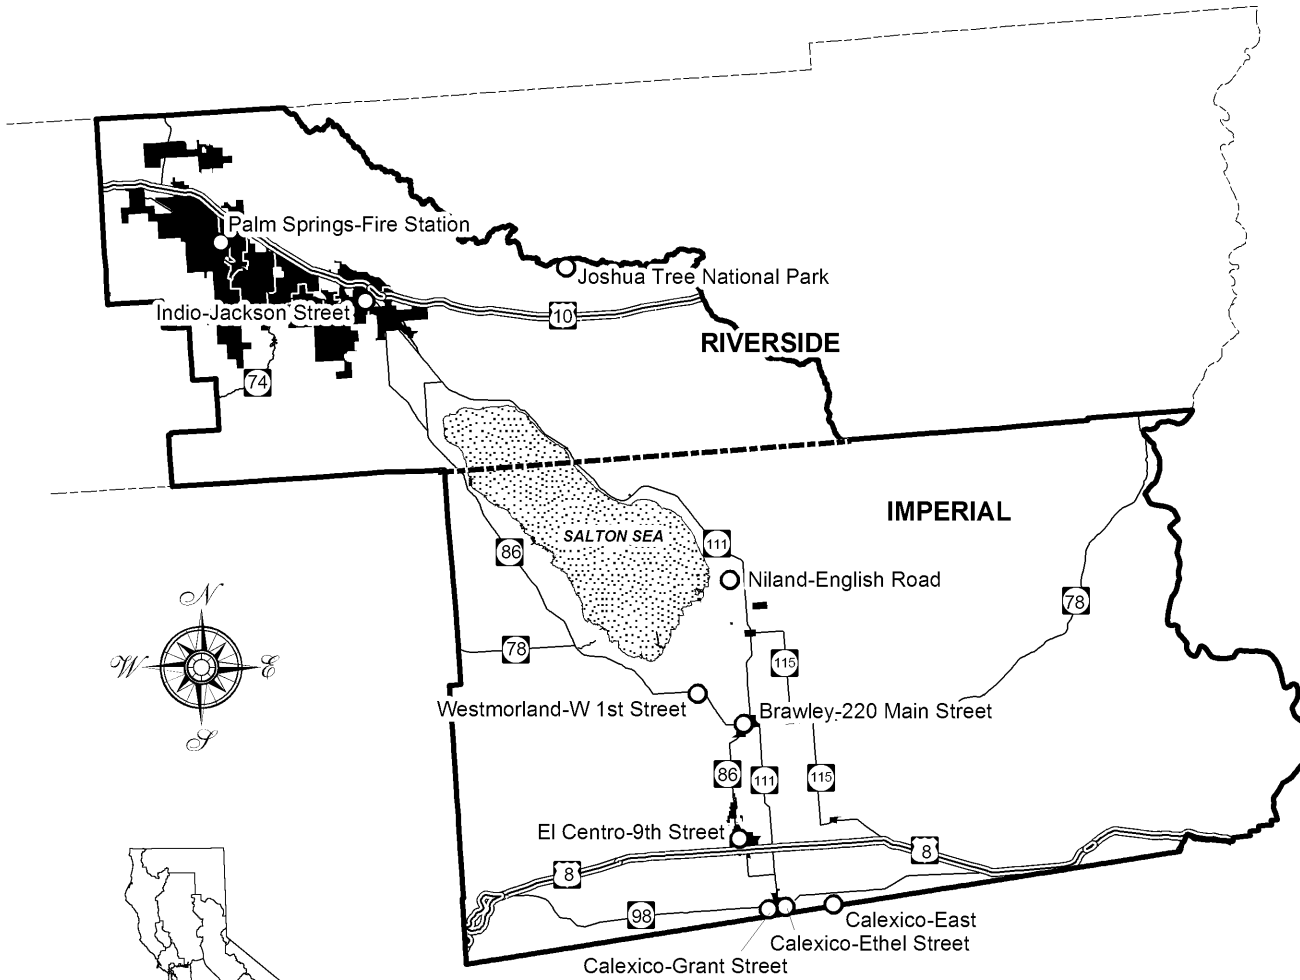 Palm Springs-Fire Station
Joshua Tree National Park
Indio-Jackson Street
10
RIVERSIDE
74
IMPERIAL
SALTON SEA
111
86
Niland-English Road
N
78
78
W
E
115
Westmorland-W 1st Street
Brawley-220 Main Street
S
86
111
115
El Centro-9th Street
8
8
98
Calexico-East
Calexico-Ethel Street
Calexico-Grant Street